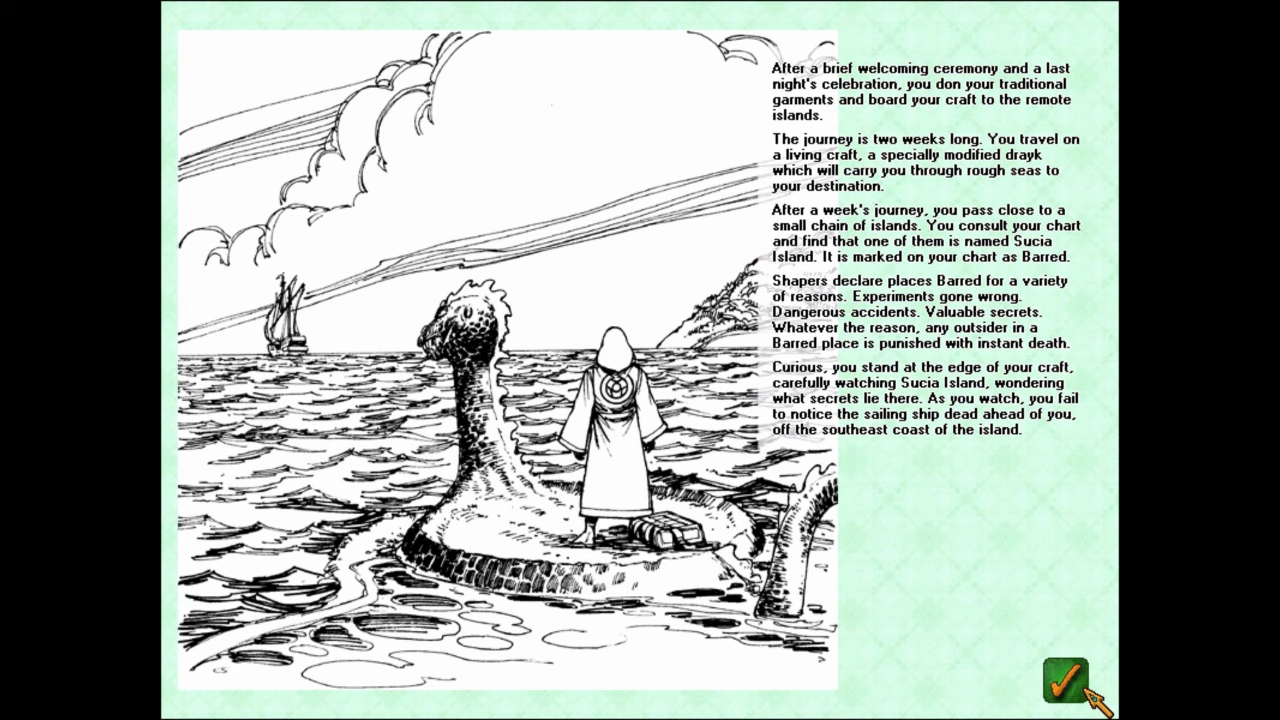 After a brief welcoming ceremony and a last
night's celebration, you don your traditional
garments and board your craft to the remote
islands.
The journey is two weeks long. You travel on
a living craft, a specially modified drayk
which will carry you through rough seas to
your destination.
After a week's journey, you pass close to a
small chain of islands. You consult your chart
and find that one of them is named Sucia
Island. It is marked on your chart as Barred.
Shapers declare places Barred for a variety
of reasons. Experiments gone wrong.
Dangerous accidents. Valuable secrets.
Whatever the reason, any outsider in a
Barred place is punished with instant death.
Curious, you stand at the edge of your craft,
carefully watching Sucia Island, wondering
what secrets lie there. As you watch, you fail
to notice the sailing ship dead ahead of you,
off the southeast coast of the island.